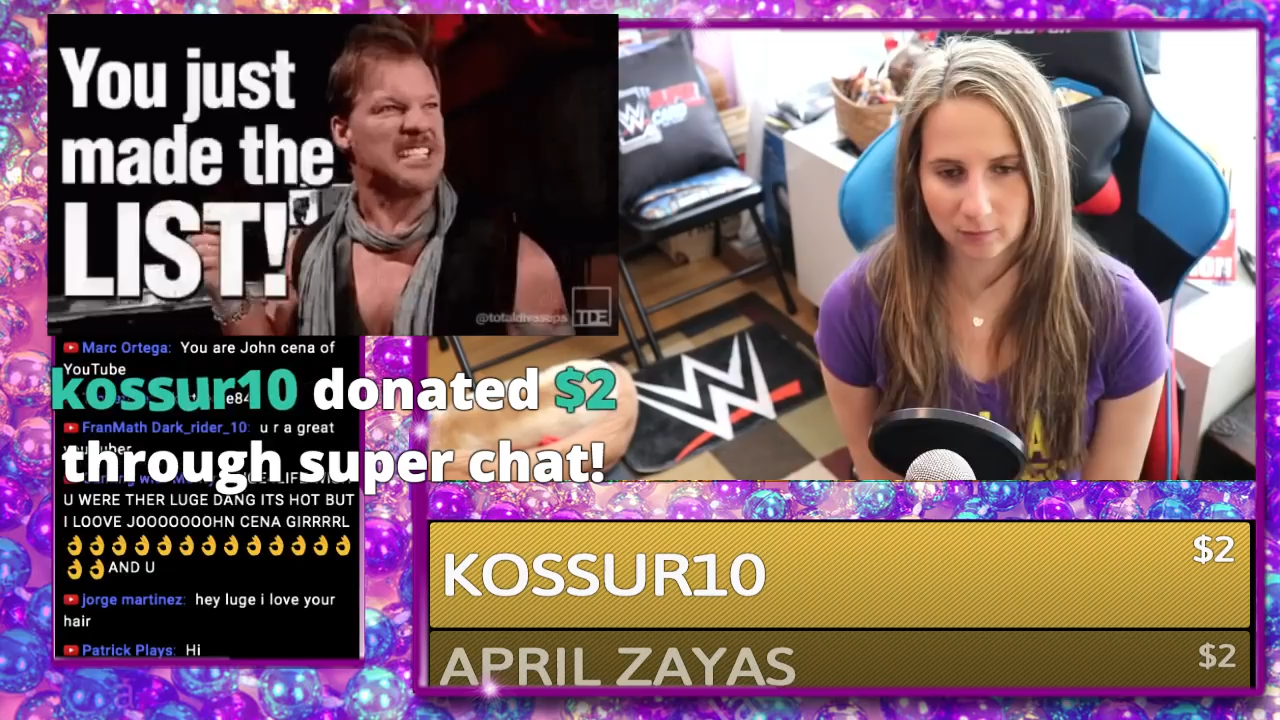 You just
made the
LIST!
@totaldivaseps
TDE
Marc Ortega: You are John cena of
YouTube
kossur10 donated $2
FranMath Dark_rider_10: u r a great
through super chat!
U WERE THER LUGE DANG ITS HOT BUT
I LOOVE JOOOOOOOHN CENA GIRRRRL
👌👌👌👌👌👌👌👌👌👌👌👌👌
👌👌AND U
jorge martinez: hey luge i love your
hair
Patrick Plays: Hi
W
KOSSUR10
$2
APRIL ZAYAS
$2